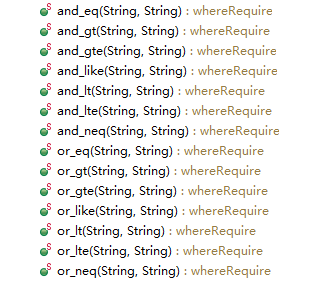 S and_eq(String, String) : whereRequire
S and_gt(String, String) : whereRequire
S and_gte(String, String) : whereRequire
S and_like(String, String) : whereRequire
S and_lt(String, String) : whereRequire
S and_lte(String, String) : whereRequire
S and_neq(String, String) : whereRequire
S or_eq(String, String) : whereRequire
S or_gt(String, String) : whereRequire
S or_gte(String, String) : whereRequire
S or_like(String, String) : whereRequire
S or_lt(String, String) : whereRequire
S or_lte(String, String) : whereRequire
S or_neq(String, String) : whereRequire